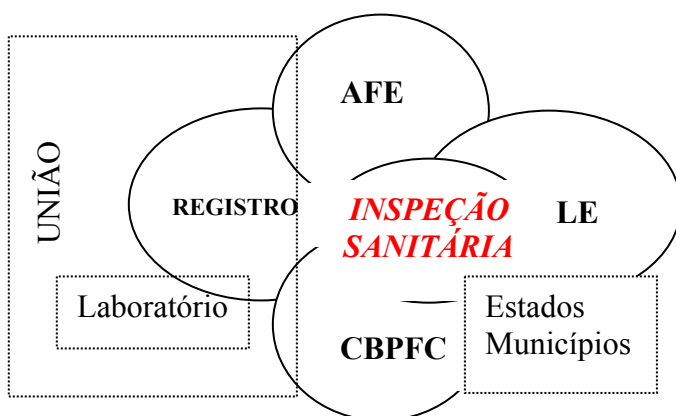 AFE
UNIÃO
REGISTRO
INSPEÇÃO
SANITÁRIA
LE
Laboratório
Estados
Municípios
CBPFC